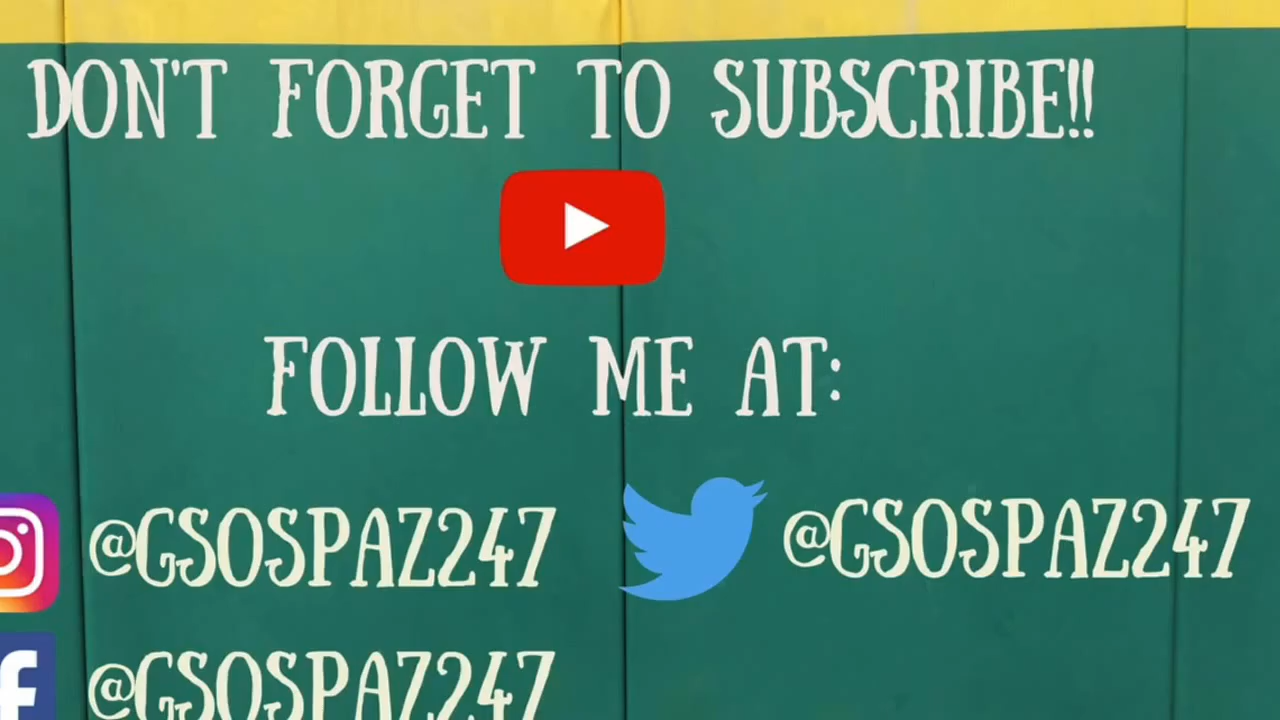 DON'T FORGET TO SUBSCRIBE!!
FOLLOW ME AT:
@GSOSPAZ247 @GSOSPAZ247
@GSOSPAZ247